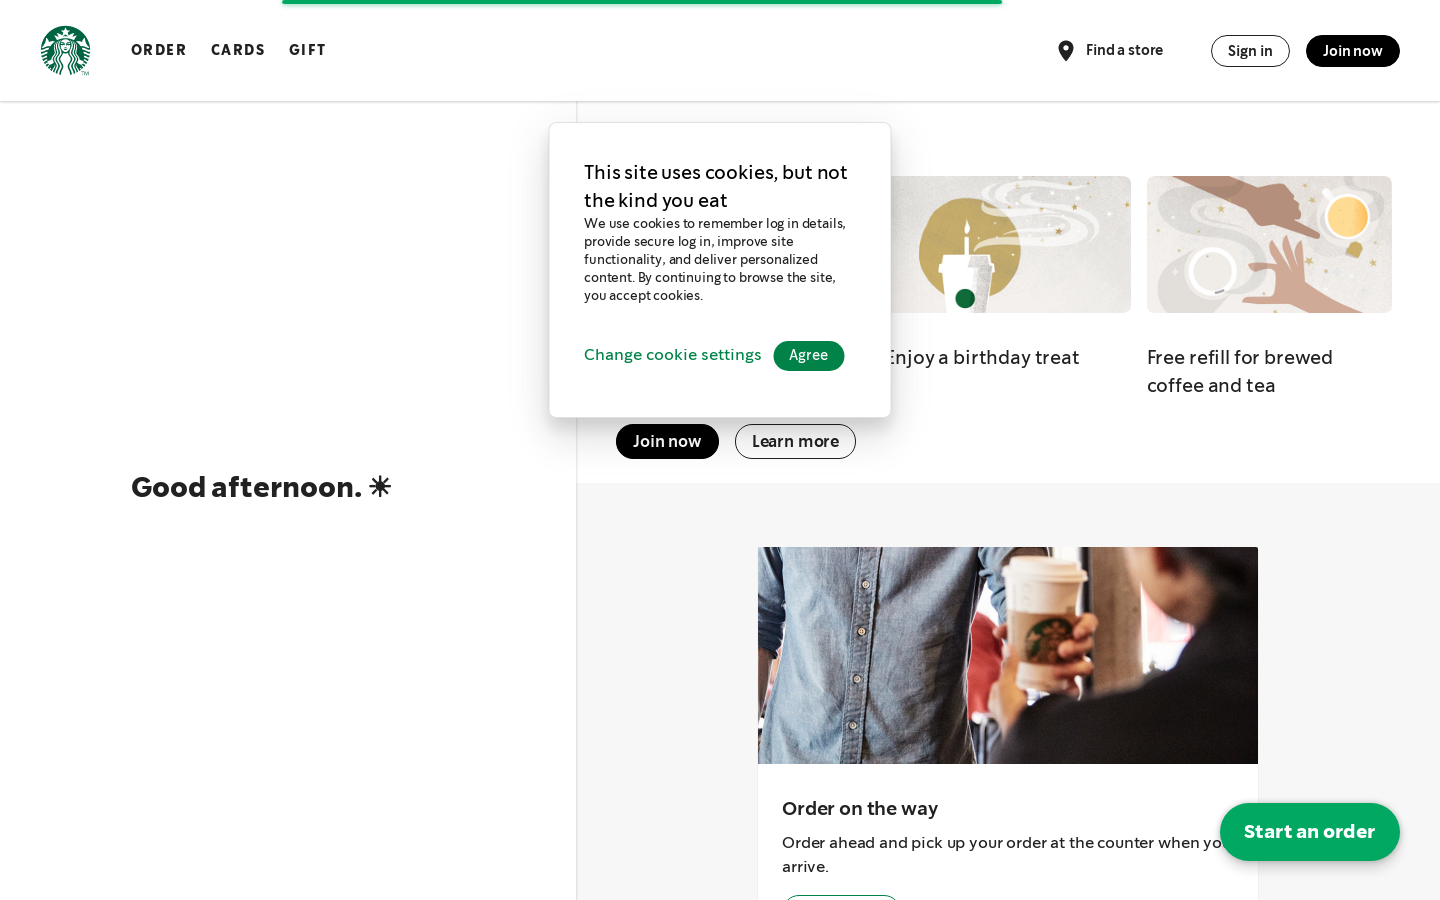 ORDER CARDS GIFT
Find a store
Sign in
Join now
TM
This site uses cookies, but not
the kind you eat
We use cookies to remember log in details,
provide secure log in, improve site
functionality, and deliver personalized
content. By continuing to browse the site,
you accept cookies.
Change cookie settings
Agree
Enjoy a birthday treat
Free refill for brewed
coffee and tea
Join now
Learn more
Good afternoon. ☀
Order on the way
Order ahead and pick up your order at the counter when you
arrive.
Start an order